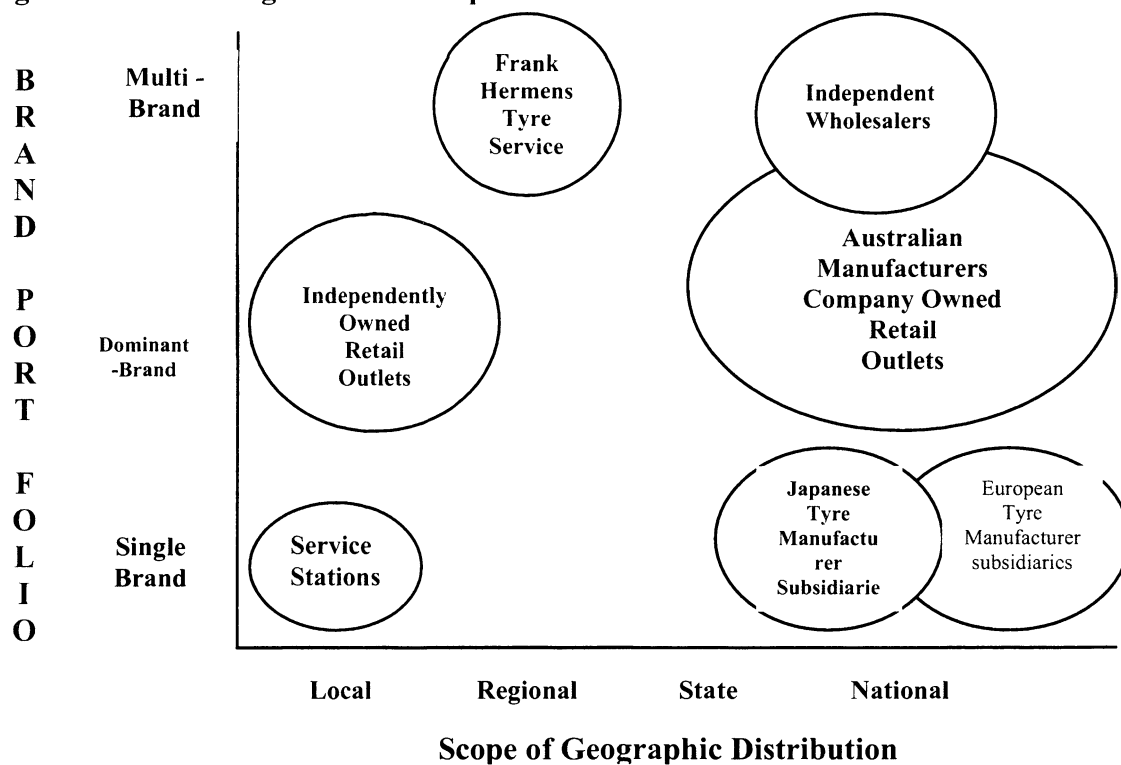 BRAND PORTFOLIO
Multi -
Brand
Dominant
-Brand
Single
Brand
Frank
Hermens
Tyre
Service
Independent
Wholesalers
Australian
Manufacturers
Company Owned
Retail
Outlets
Independently
Owned
Retail
Outlets
Service
Stations
Japanese
Tyre
Manufactu
rer
Subsidiarie
European
Tyre
Manufacturer
subsidiarics
Local Regional State National
Scope of Geographic Distribution